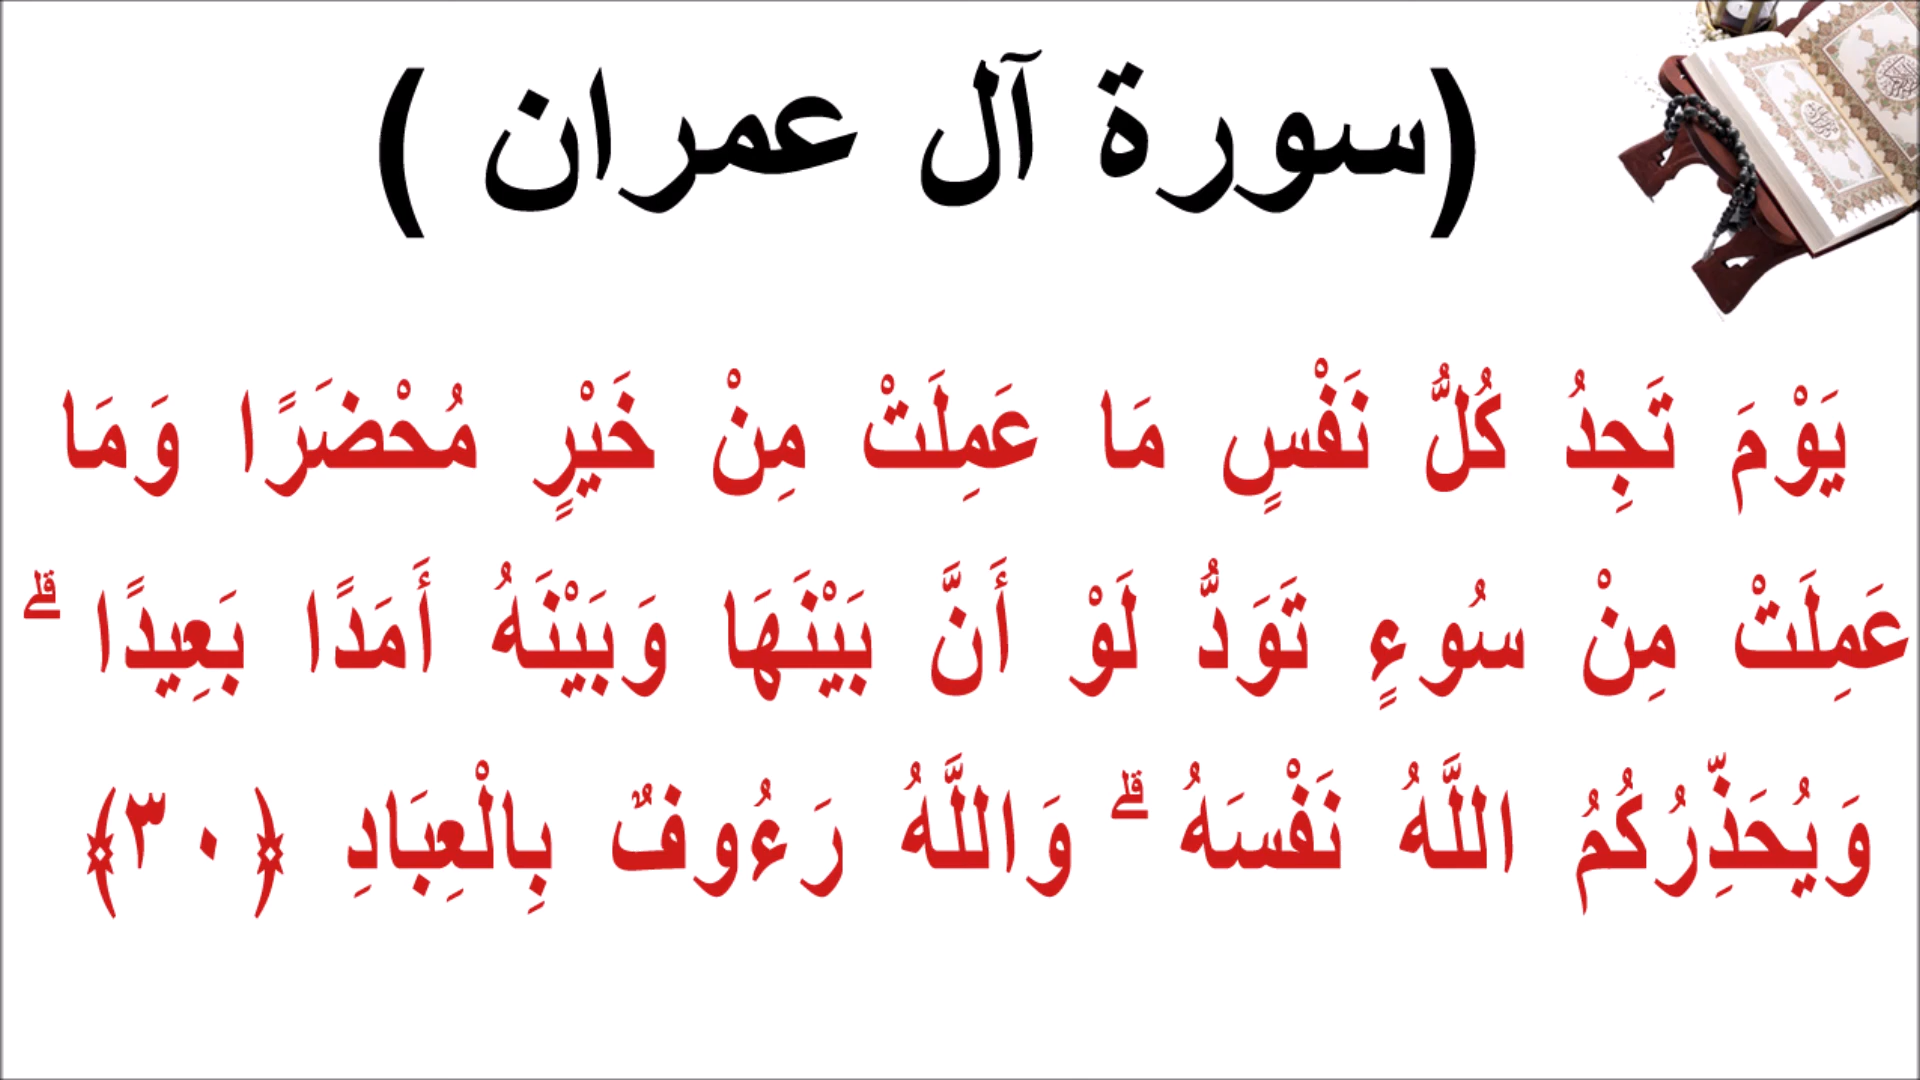 (سورة آل عمران )
يَوْمَ تَجِدُ كُلُّ نَفْسٍ مَا عَمِلَتْ مِنْ خَيْرٍ مُحْضَرًا وَمَا
عَمِلَتْ مِنْ سُوءٍ تَوَدُّ لَوْ أَنَّ بَيْنَهَا وَبَيْنَهُ أَمَدًا بَعِيدًا ۗ
وَيُحَذِّرُكُمُ اللَّهُ نَفْسَهُ ۗ وَاللَّهُ رَءُوفٌ بِالْعِبَادِ ﴿٣٠﴾